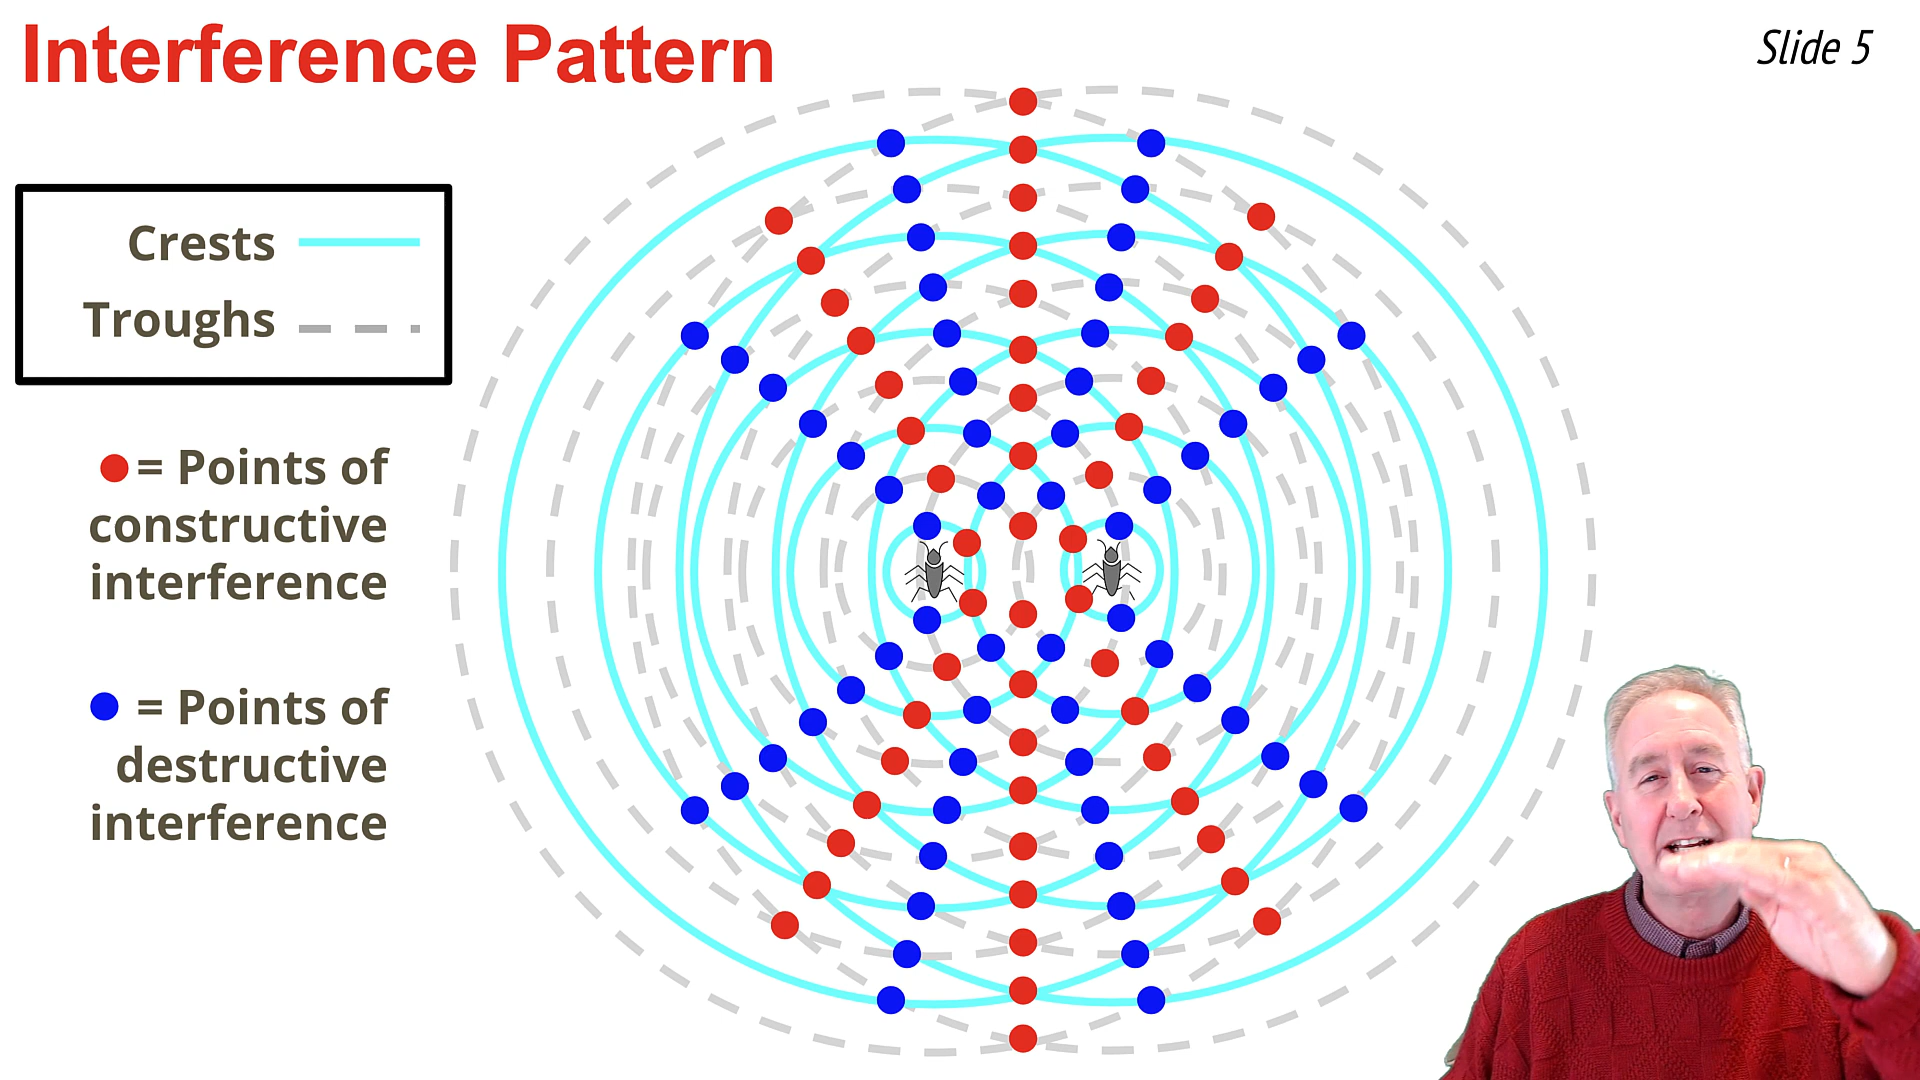 Interference Pattern
Slide 5
Crests
Troughs
= Points of
constructive
interference
= Points of
destructive
interference